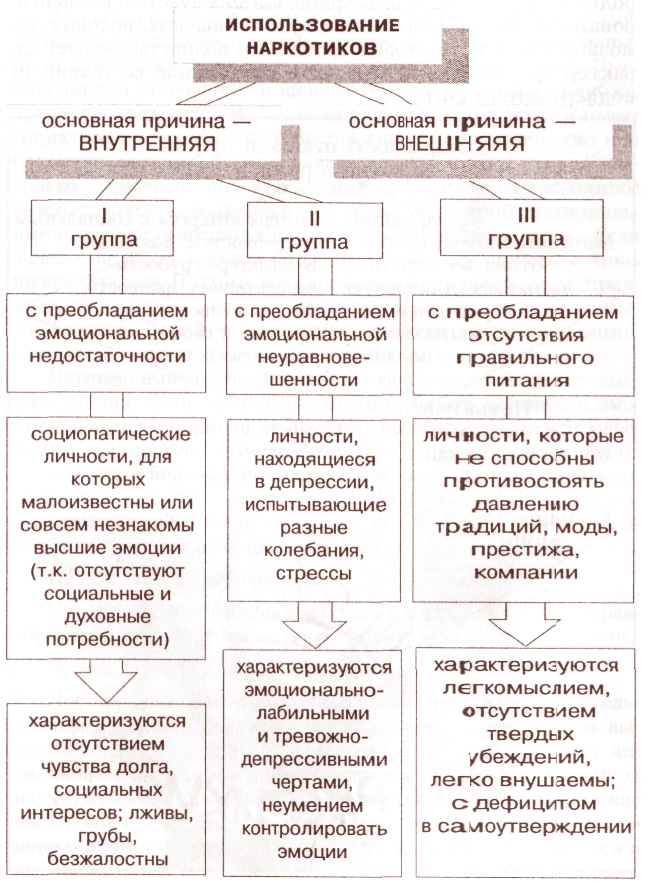 ИСПОЛЬЗОВАНИЕ
НАРКОТИКОВ
основная причина
ВНУТРЕННЯЯ
основная причина
ВНЕШНЯЯЯ
I
группа
II
группа
III
группа
с преобладанием
эмоциональной
недостаточности
с преобладанием
эмоциональной
неуравнове-
шенности
с преобладанием
отсутствия
правильного
питания
социопатические
личности, для
которых
малоизвестны или
совсем незнакомы
высшие эмоции
(т.к. отсутствуют
социальные и
духовные
потребности)
личности,
находящиеся
в депрессии,
испытывающие
разные
колебания,
стрессы
личности, которые
не способны
противостоять
давлению
традиций, моды,
престижа,
компании
характеризуются
отсутствием
чувства долга,
социальных
интересов; лживы,
грубы,
безжалостны
характеризуются
эмоционально-
лабильными
и тревожно-
депрессивными
чертами,
неумением
контролировать
эмоции
характеризуются
легкомыслием,
отсутствием
твердых
убеждений,
легко внушаемы;
с дефицитом
в самоутверждении